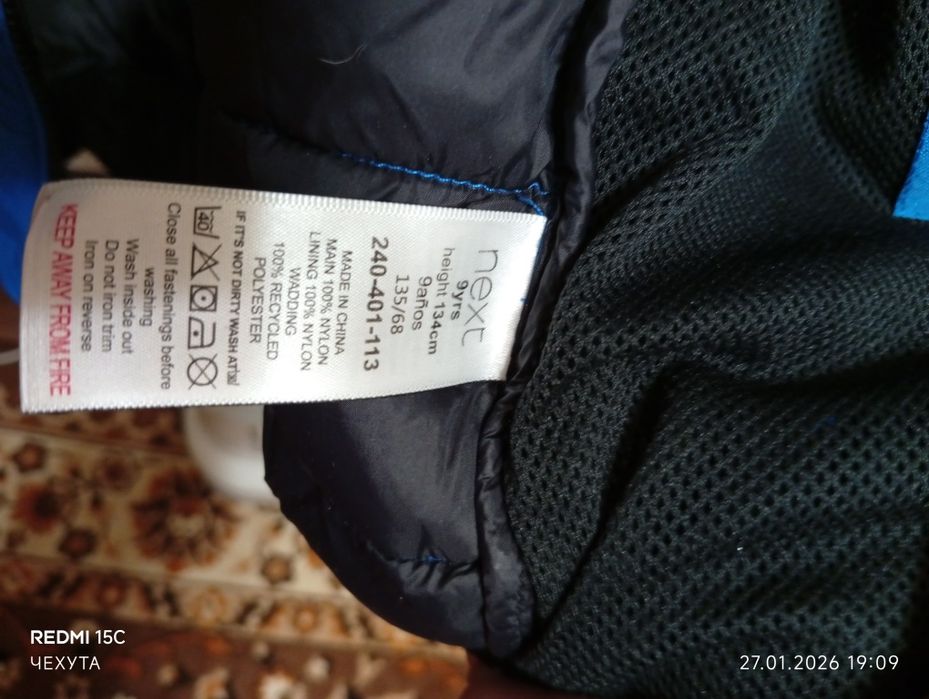 next
9yrs
height 134cm
9años
135/68
240-401-113
MADE IN CHINA
MAIN 100% NYLON
LINING 100% NYLON
WADDING
100% RECYCLED
POLYESTER
IF IT'S NOT DIRTY WASH AT
40
Close all fastenings before
washing
Wash inside out
Do not iron trim
Iron on reverse
KEEP AWAY FROM FIRE
REDMI 15C
ЧЕХУТА
27.01.2026 19:09